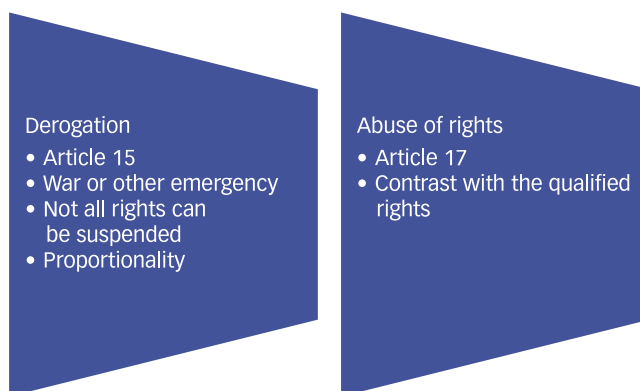 Derogation
• Article 15
• War or other emergency
• Not all rights can
be suspended
• Proportionality
Abuse of rights
• Article 17
• Contrast with the qualified
rights